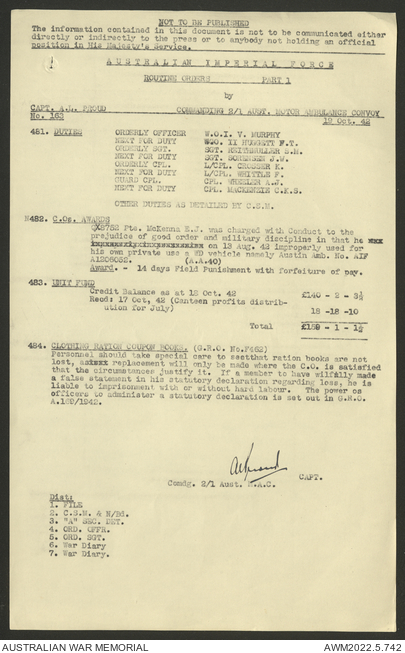 NOT TO BE PUBLISHED
The information contained in this document is not to be communicated either
directly or indirectly to the press or to anybody not holding an official
position in His Majesty's Service.
AUSTRALIAN IMPERIAL FORCE
ROUTINE ORDERS PART 1
by
CAPT. A.L. PROUD COMMANDING 2/1 AUST. MOTOR AMBULANCE CONVOY
No. 163 19 Oct. 42
481. DUTIES ORDERLY OFFICER W.O.I. V. MURPHY
NEXT FOR DUTY W.O. II HUGGETT F.T.
ORDERLY SGT. SGT. S.H.
NEXT FOR DUTY SGT. SORENSEN J.W.
ORDERLY CPL. L/CPL. CROSSER K.
NEXT FOR DUTY L/CPL. WHITTLE F.
GUARD CPL. CPL. WHEELER A.J.
NEXT FOR DUTY CPL. MACKENZIE C.K.S.
OTHER DUTIES AS DETAILED BY C.S.M.
482. C.Os. AWARDS
QX8752 Pte. McKenna E.J. was charged with Conduct to the
prejudice of good order and military discipline in that he
on 13 Aug. 42 improperly used for
his own private use a WD vehicle namely Austin Amb. No. AIF
A1208032. (A.A.40)
Award. - 14 days Field Punishment with forfeiture of pay.
483. UNIT FUND
Credit Balance as at 18 Oct. 42 £140 - 2 - 3½
Recd: 17 Oct, 42 (Canteen profits distrib-
ution for July) 18 -18 -10
Total £159 - 1 - 1½
484. CLOTHING RATION COUPON BOOKS. (G.R.O. No.F462)
Personnel should take special care to seethat ration books are not
lost, as replacement will only be made where the C.O. is satisfied
that the circumstances justify it. If a member to have wilfully made
a false statement in his statutory declaration regarding loss, he is
liable to imprisonment with or without hard labour. The power os
officers to administer a statutory declaration is set out in G.R.O.
A.169/1942.
CAPT.
Comdg. 2/1 Aust. M.A.C.
Dist:
1. FILE
2. C.S.M. & N/Bd.
3. "A" SEC. DET.
4. ORD. OFFR.
5. ORD. SGT.
6. War Diary
7. War Diary.
AUSTRALIAN WAR MEMORIAL AWM2022.5.742